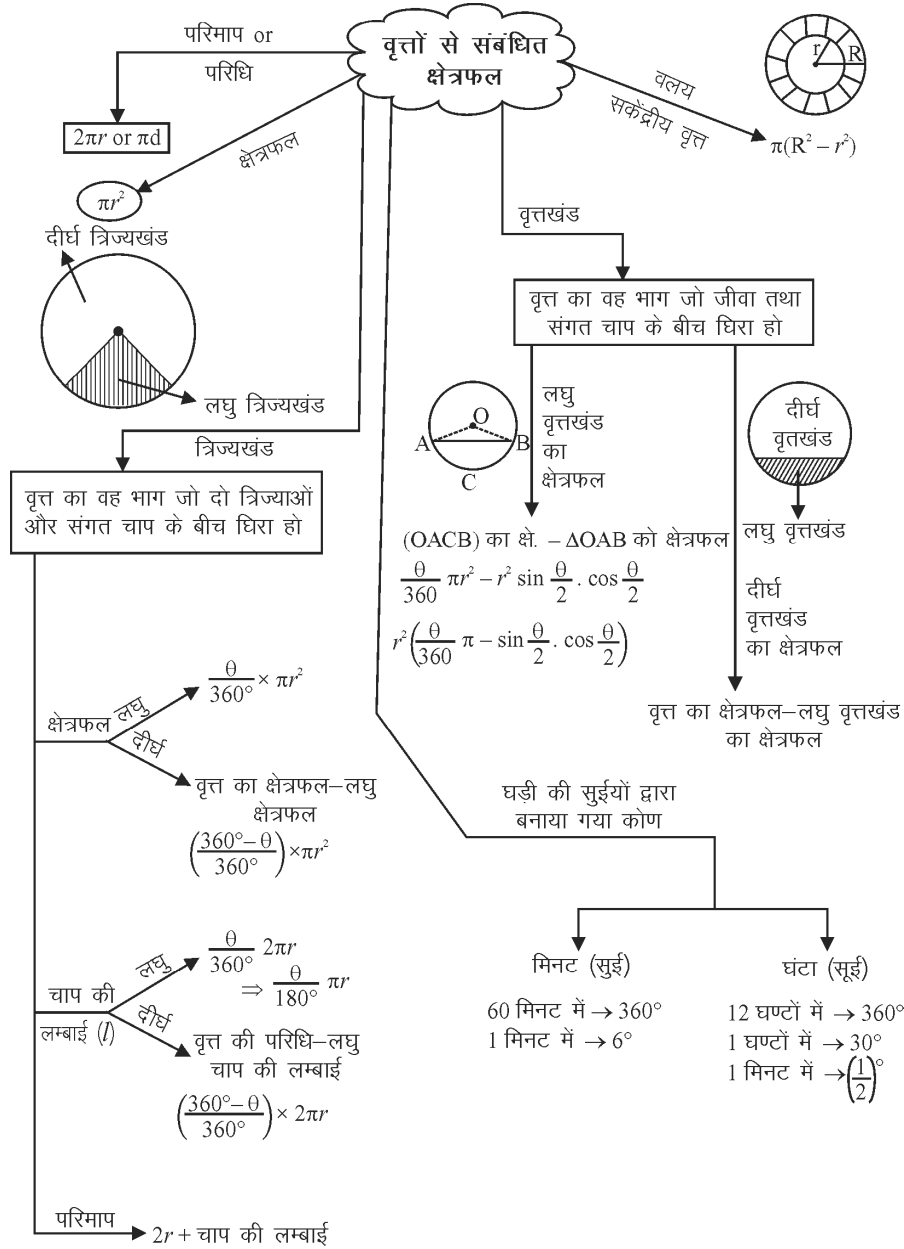 वृत्तों से संबंधित
क्षेत्रफल
परिमाप or
परिधि
2πr or πd
क्षेत्रफल
πr²
वलय
सकेंद्रीय वृत्त
r
R
π(R² – r²)
दीर्घ त्रिज्यखंड
लघु त्रिज्यखंड
त्रिज्यखंड
वृत्त का वह भाग जो दो त्रिज्याओं
और संगत चाप के बीच घिरा हो
क्षेत्रफल
लघु
θ/360° × πr²
दीर्घ
वृत्त का क्षेत्रफल–लघु
क्षेत्रफल
((360° – θ)/360°) × πr²
चाप की
लम्बाई (l)
लघु
θ/360° 2πr
⇒ θ/180° πr
दीर्घ
वृत्त की परिधि–लघु
चाप की लम्बाई
((360° – θ)/360°) × 2πr
परिमाप
2r + चाप की लम्बाई
वृत्तखंड
वृत्त का वह भाग जो जीवा तथा
संगत चाप के बीच घिरा हो
O
A
B
C
लघु
वृत्तखंड
का
क्षेत्रफल
(OACB) का क्षे. – ΔOAB को क्षेत्रफल
θ/360 πr² – r² sin θ/2 . cos θ/2
r²(θ/360 π – sin θ/2 . cos θ/2)
दीर्घ
वृतखंड
लघु वृत्तखंड
दीर्घ
वृत्तखंड
का क्षेत्रफल
वृत्त का क्षेत्रफल–लघु वृत्तखंड
का क्षेत्रफल
घड़ी की सुईयों द्वारा
बनाया गया कोण
मिनट (सुई)
60 मिनट में → 360°
1 मिनट में → 6°
घंटा (सूई)
12 घण्टों में → 360°
1 घण्टों में → 30°
1 मिनट में → (1/2)°